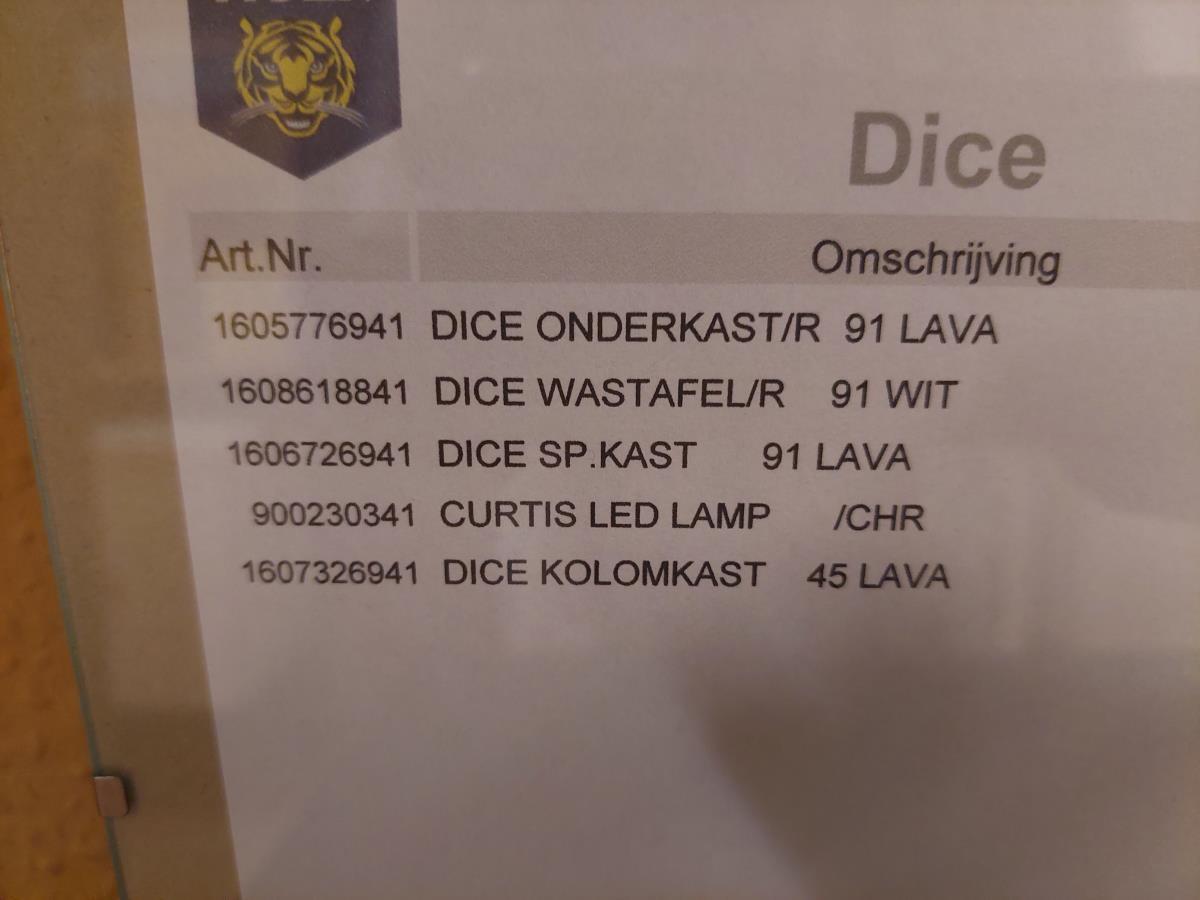 Dice
Art.Nr. Omschrijving
1605776941 DICE ONDERKAST/R 91 LAVA
1608618841 DICE WASTAFEL/R 91 WIT
1606726941 DICE SP.KAST 91 LAVA
900230341 CURTIS LED LAMP /CHR
1607326941 DICE KOLOMKAST 45 LAVA